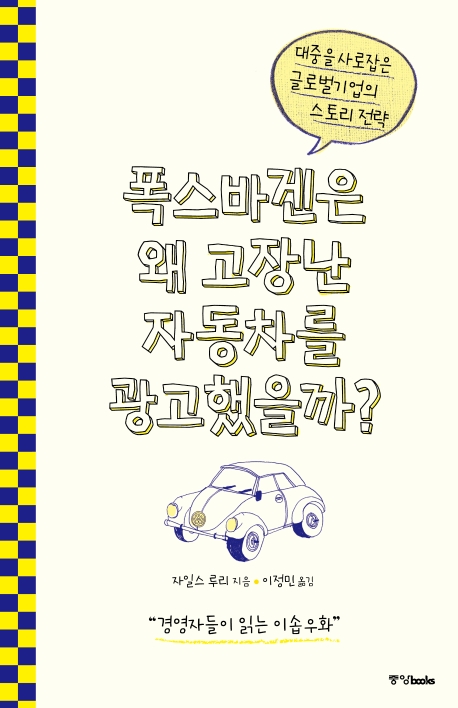 대중을 사로잡은
글로벌기업의
스토리 전략
폭스바겐은
왜 고장난
자동차를
광고했을까?
자일스 루리 지음 • 이정민 옮김
“경영자들이 읽는 이솝우화”
중앙books